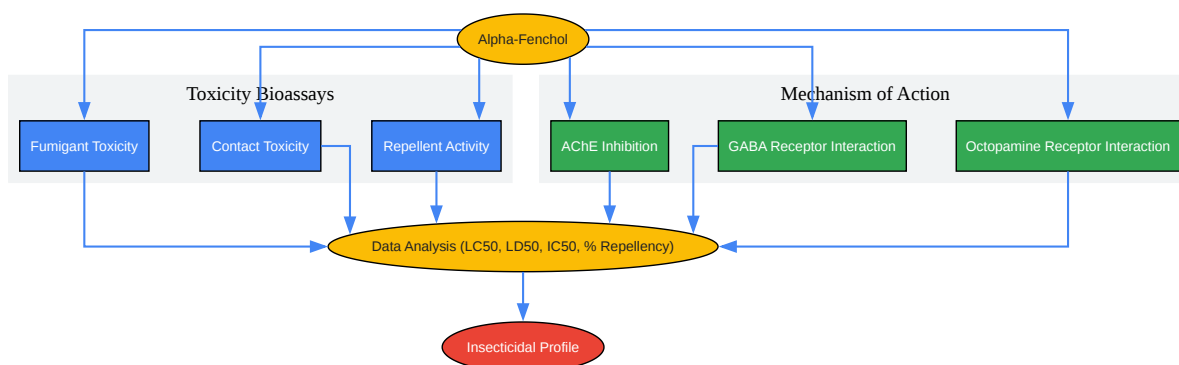 Alpha-Fenchol
Toxicity Bioassays
Mechanism of Action
Fumigant Toxicity
Contact Toxicity
Repellent Activity
AChE Inhibition
GABA Receptor Interaction
Octopamine Receptor Interaction
Data Analysis (LC50, LD50, IC50, % Repellency)
Insecticidal Profile